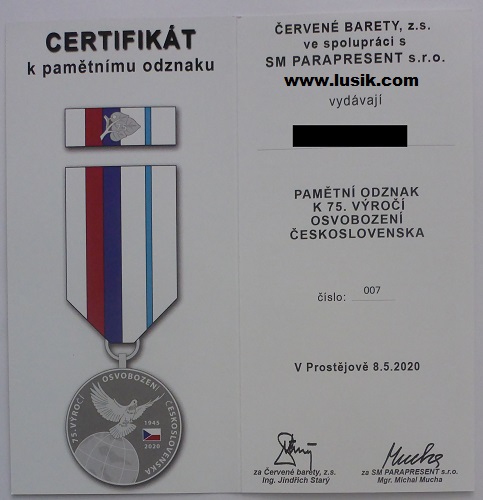 CERTIFIKÁT
k pamětnímu odznaku
75. VÝROČÍ OSVOBOZENÍ ČESKOSLOVENSKA
1945
2020
ČERVENÉ BARETY, z.s.
ve spolupráci s
SM PARAPRESENT s.r.o.
www.lusik.com
vydávají
PAMĚTNÍ ODZNAK
K 75. VÝROČÍ
OSVOBOZENÍ
ČESKOSLOVENSKA
číslo: 007
V Prostějově 8.5.2020
Mucha
za Červené barety, z.s.
Ing. Jindřich Starý
za SM PARAPRESENT s.r.o.
Mgr. Michal Mucha